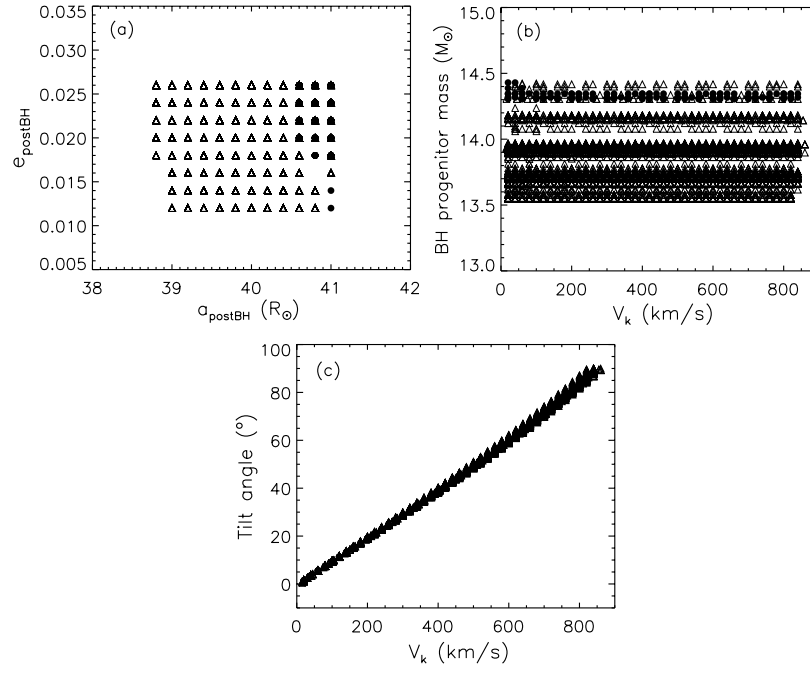 (a)
0.035
0.030
0.025
0.020
0.015
0.010
0.005
e_postBH
38 39 40 41 42
a_postBH (R_⊙)
(b)
15.0
14.5
14.0
13.5
13.0
BH progenitor mass (M_⊙)
0 200 400 600 800
V_k (km/s)
(c)
100
80
60
40
20
0
Tilt angle (°)
0 200 400 600 800
V_k (km/s)